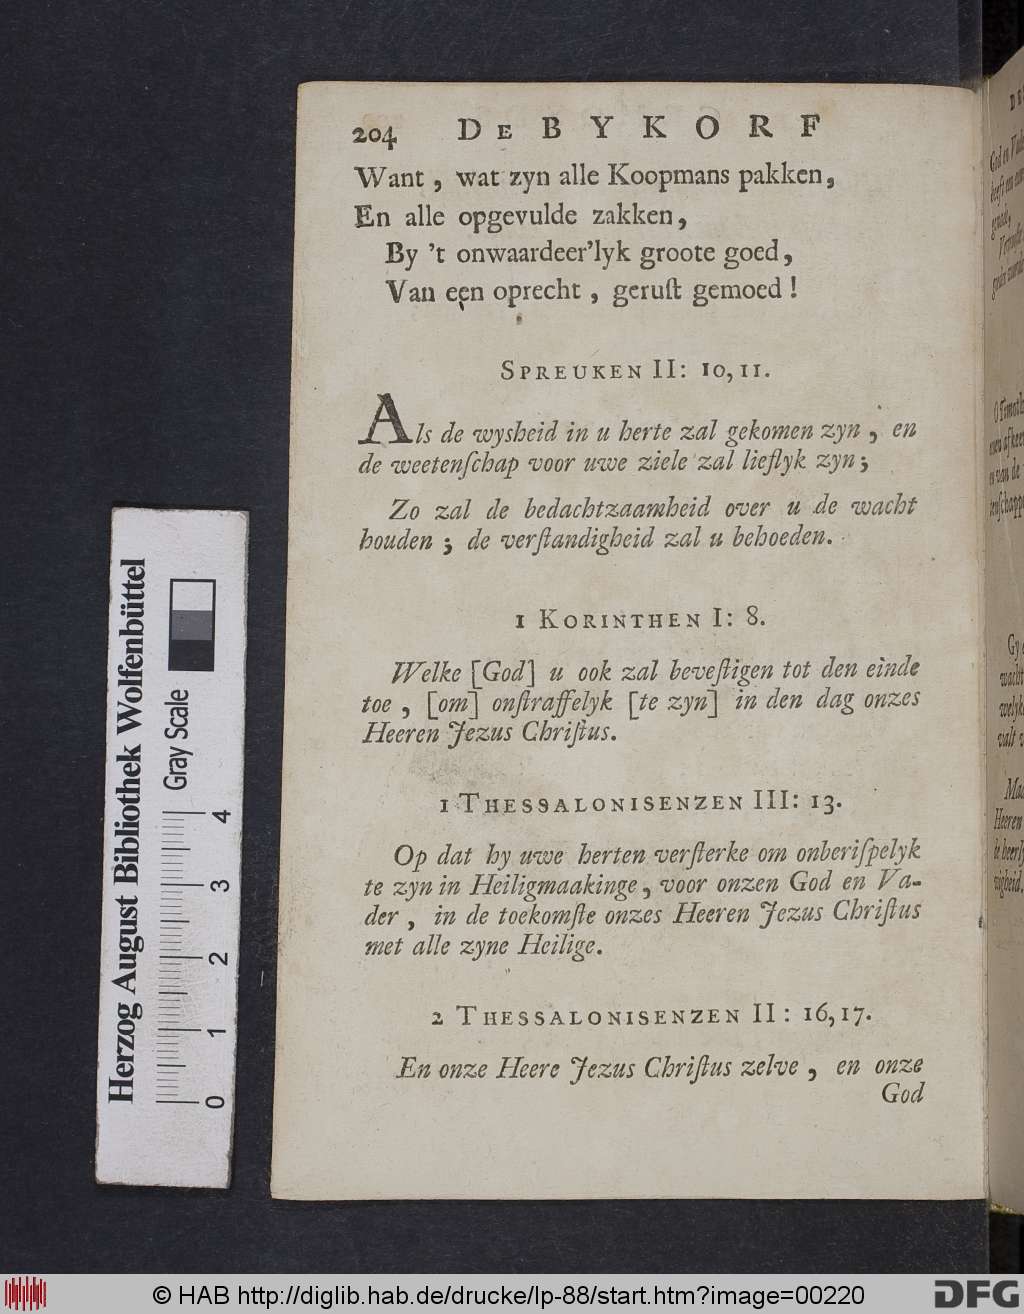 204 DE BYKORF
Want, wat zyn alle Koopmans pakken,
En alle opgevulde zakken,
By 't onwaardeer'lyk groote goed,
Van een oprecht, geruſt gemoed!
SPREUKEN II: 10, 11.
Als de wysheid in u herte zal gekomen zyn, en
de weetenſchap voor uwe ziele zal lieflyk zyn;
Zo zal de bedachtzaamheid over u de wacht
houden; de verſtandigheid zal u behoeden.
1 KORINTHEN I: 8.
Welke [God] u ook zal beveſtigen tot den einde
toe, [om] onſtraffelyk [te zyn] in den dag onzes
Heeren Jezus Chriſtus.
1 THESSALONISENZEN III: 13.
Op dat hy uwe herten verſterke om onberiſpelyk
te zyn in Heiligmaakinge, voor onzen God en Va-
der, in de toekomſte onzes Heeren Jezus Chriſtus
met alle zyne Heilige.
2 THESSALONISENZEN II: 16, 17.
En onze Heere Jezus Chriſtus zelve, en onze
God
Herzog August Bibliothek Wolfenbüttel
Gray Scale
0 1 2 3 4
© HAB http://diglib.hab.de/drucke/lp-88/start.htm?image=00220
DFG